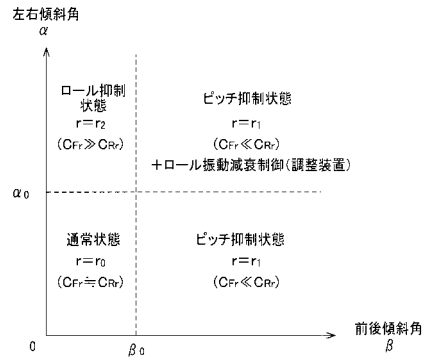 左右傾斜角
α
ロール抑制
状態
r=r₂
(CFr≫CRr)
ピッチ抑制状態
r=r₁
(CFr≪CRr)
+ロール振動減衰制御(調整装置)
α₀
通常状態
r=r₀
(CFr≒CRr)
ピッチ抑制状態
r=r₁
(CFr≪CRr)
0
β₀
前後傾斜角
β